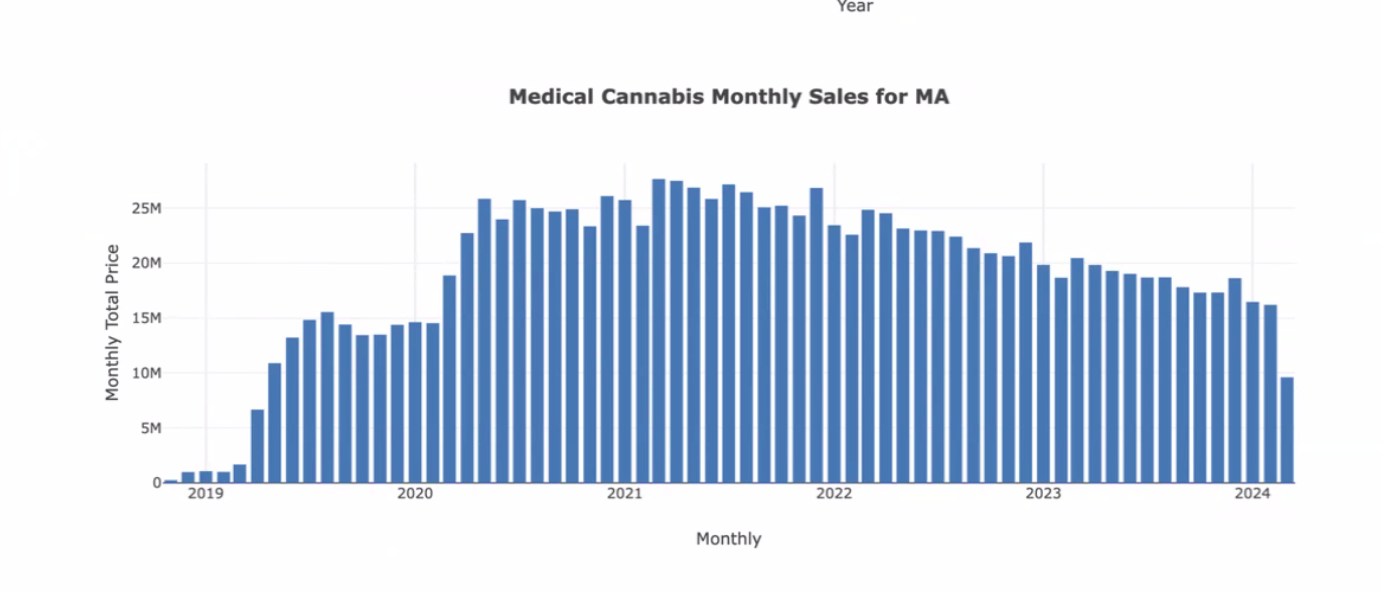 Year
Medical Cannabis Monthly Sales for MA
Monthly Total Price
25M
20M
15M
10M
5M
0
2019 2020 2021 2022 2023 2024
Monthly